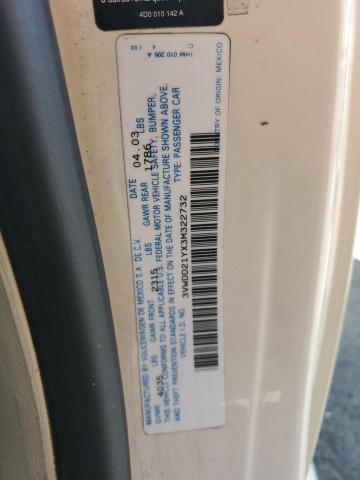 4D0 010 142 A
1HM 010 205 A
4 / 02
COUNTRY OF ORIGIN: MEXICO
MANUFACTURED BY VOLKSWAGEN DE MEXICO S.A. DE C.V. DATE 04.03
GVWR 4035 LBS GAWR FRONT 2315 LBS GAWR REAR 1786 LBS
THIS VEHICLE CONFORMS TO ALL APPLICABLE U.S. FEDERAL MOTOR VEHICLE SAFETY, BUMPER,
AND THEFT PREVENTION STANDARDS IN EFFECT ON THE DATE OF MANUFACTURE SHOWN ABOVE.
VEHICLE I.D. NO. TYPE: PASSENGER CAR
3VWDD21YX3M322732